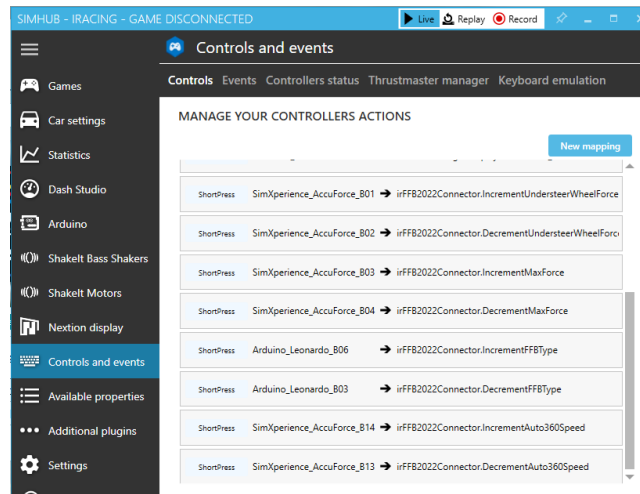 SIMHUB - IRACING - GAME DISCONNECTED
Live Replay Record
Controls and events
Controls Events Controllers status Thrustmaster manager Keyboard emulation
MANAGE YOUR CONTROLLERS ACTIONS
New mapping
Games
Car settings
Statistics
Dash Studio
Arduino
ShakeIt Bass Shakers
ShakeIt Motors
Nextion display
Controls and events
Available properties
Additional plugins
Settings
ShortPress SimXperience_AccuForce_B01 ➔ irFFB2022Connector.IncrementUndersteerWheelForce
ShortPress SimXperience_AccuForce_B02 ➔ irFFB2022Connector.DecrementUndersteerWheelForc
ShortPress SimXperience_AccuForce_B03 ➔ irFFB2022Connector.IncrementMaxForce
ShortPress SimXperience_AccuForce_B04 ➔ irFFB2022Connector.DecrementMaxForce
ShortPress Arduino_Leonardo_B06 ➔ irFFB2022Connector.IncrementFFBType
ShortPress Arduino_Leonardo_B03 ➔ irFFB2022Connector.DecrementFFBType
ShortPress SimXperience_AccuForce_B14 ➔ irFFB2022Connector.IncrementAuto360Speed
ShortPress SimXperience_AccuForce_B13 ➔ irFFB2022Connector.DecrementAuto360Speed